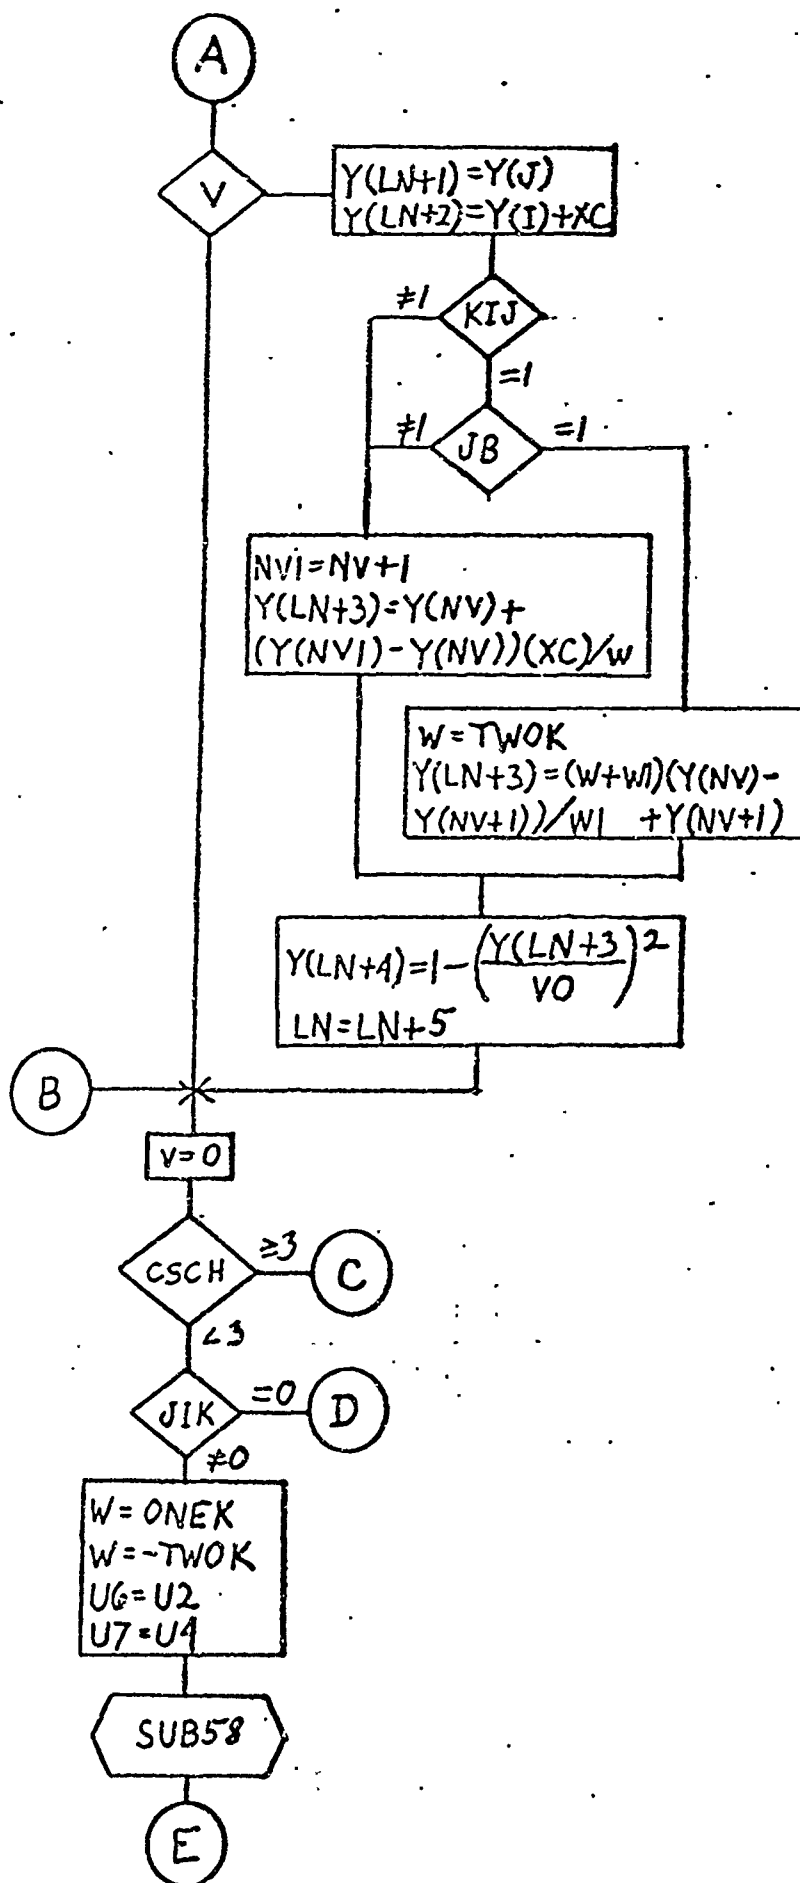 A
V
Y(LN+1)=Y(J)
Y(LN+2)=Y(I)+XC
≠1
KIJ
=1
≠1
JB
=1
NV1=NV+1
Y(LN+3)=Y(NV)+
(Y(NV1)-Y(NV))(XC)/W
W=TWOK
Y(LN+3)=(W+W1)(Y(NV)-
Y(NV+1))/W1 +Y(NV+1)
Y(LN+4)=1-(Y(LN+3/VO)2
LN=LN+5
B
V=0
CSCH
≥3
C
<3
JIK
=0
D
≠0
W=ONEK
W=-TWOK
U6=U2
U7=U4
SUB58
E